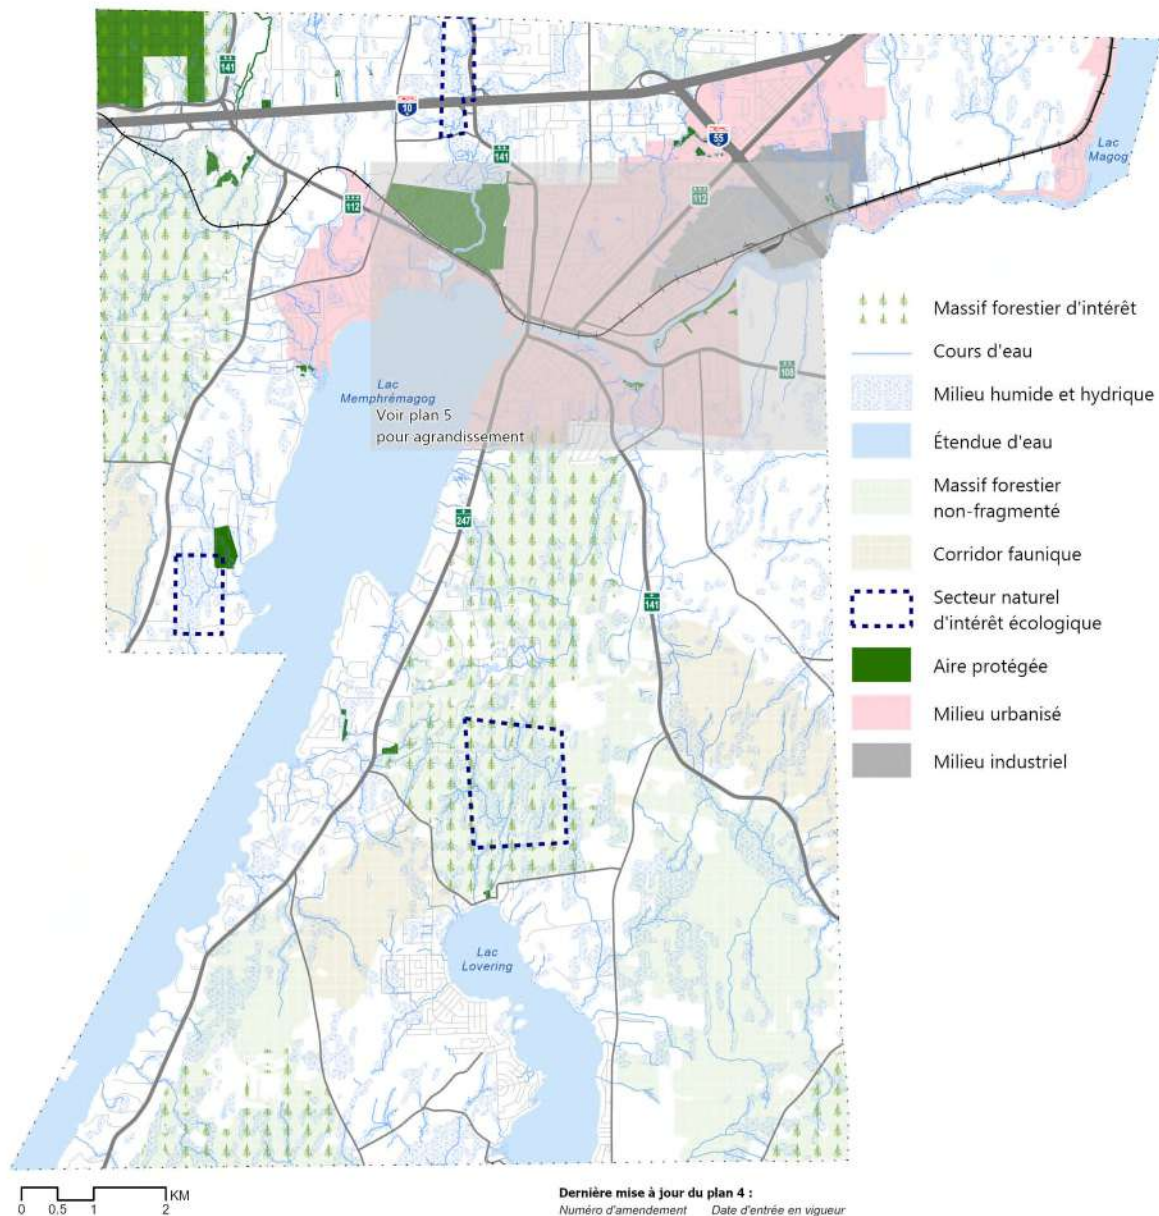 141
10
55
141
112
112
Lac
Magog
Massif forestier d'intérêt
Cours d'eau
Milieu humide et hydrique
Étendue d'eau
Massif forestier
non-fragmenté
Corridor faunique
Secteur naturel
d'intérêt écologique
Aire protégée
Milieu urbanisé
Milieu industriel
108
Lac
Memphrémagog
Voir plan 5
pour agrandissement
247
141
Lac
Lovering
KM
0 0.5 1 2
Dernière mise à jour du plan 4 :
Numéro d'amendement Date d'entrée en vigueur